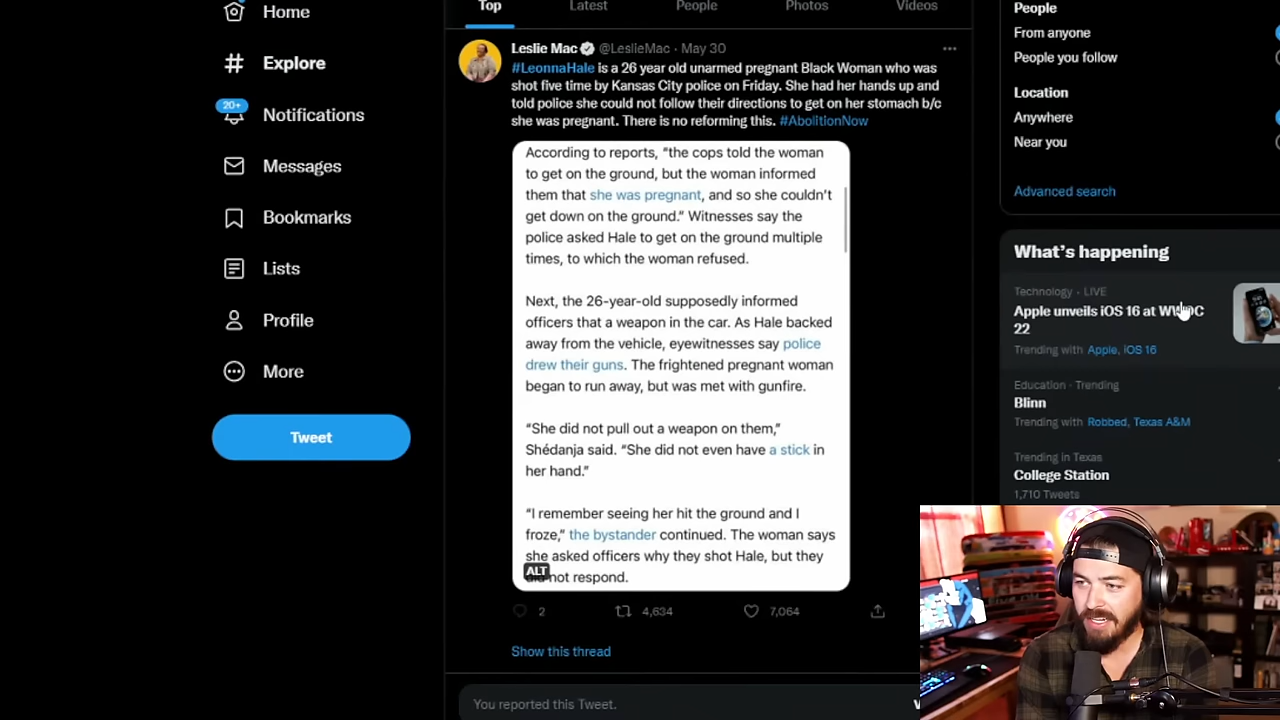 Home
Explore
20+
Notifications
Messages
Bookmarks
Lists
Profile
More
Tweet
Top
Latest
People
Photos
Videos
Leslie Mac @LeslieMac · May 30
#LeonnaHale is a 26 year old unarmed pregnant Black Woman who was
shot five time by Kansas City police on Friday. She had her hands up and
told police she could not follow their directions to get on her stomach b/c
she was pregnant. There is no reforming this. #AbolitionNow
According to reports, “the cops told the woman
to get on the ground, but the woman informed
them that she was pregnant, and so she couldn’t
get down on the ground.” Witnesses say the
police asked Hale to get on the ground multiple
times, to which the woman refused.
Next, the 26-year-old supposedly informed
officers that a weapon in the car. As Hale backed
away from the vehicle, eyewitnesses say police
drew their guns. The frightened pregnant woman
began to run away, but was met with gunfire.
“She did not pull out a weapon on them,”
Shédanja said. “She did not even have a stick in
her hand.”
“I remember seeing her hit the ground and I
froze,” the bystander continued. The woman says
she asked officers why they shot Hale, but they
did not respond.
ALT
2
4,634
7,064
Show this thread
You reported this Tweet.
People
From anyone
People you follow
Location
Anywhere
Near you
Advanced search
What’s happening
Technology · LIVE
Apple unveils iOS 16 at WWDC
22
Trending with Apple, iOS 16
Education · Trending
Blinn
Trending with Robbed, Texas A&M
Trending in Texas
College Station
1,710 Tweets